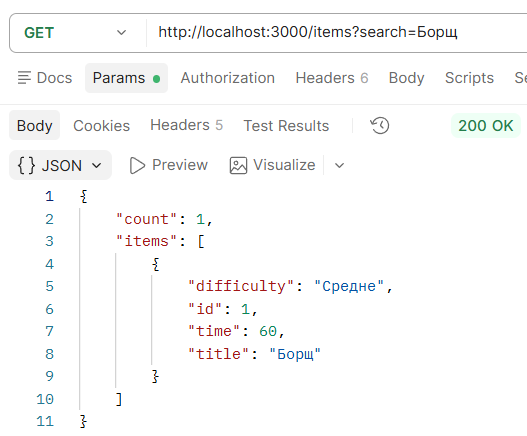 GET http://localhost:3000/items?search=Борщ
Docs Params Authorization Headers 6 Body Scripts Se
Body Cookies Headers 5 Test Results 200 OK
{} JSON Preview Visualize
1 {
2 "count": 1,
3 "items": [
4 {
5 "difficulty": "Средне",
6 "id": 1,
7 "time": 60,
8 "title": "Борщ"
9 }
10 ]
11 }